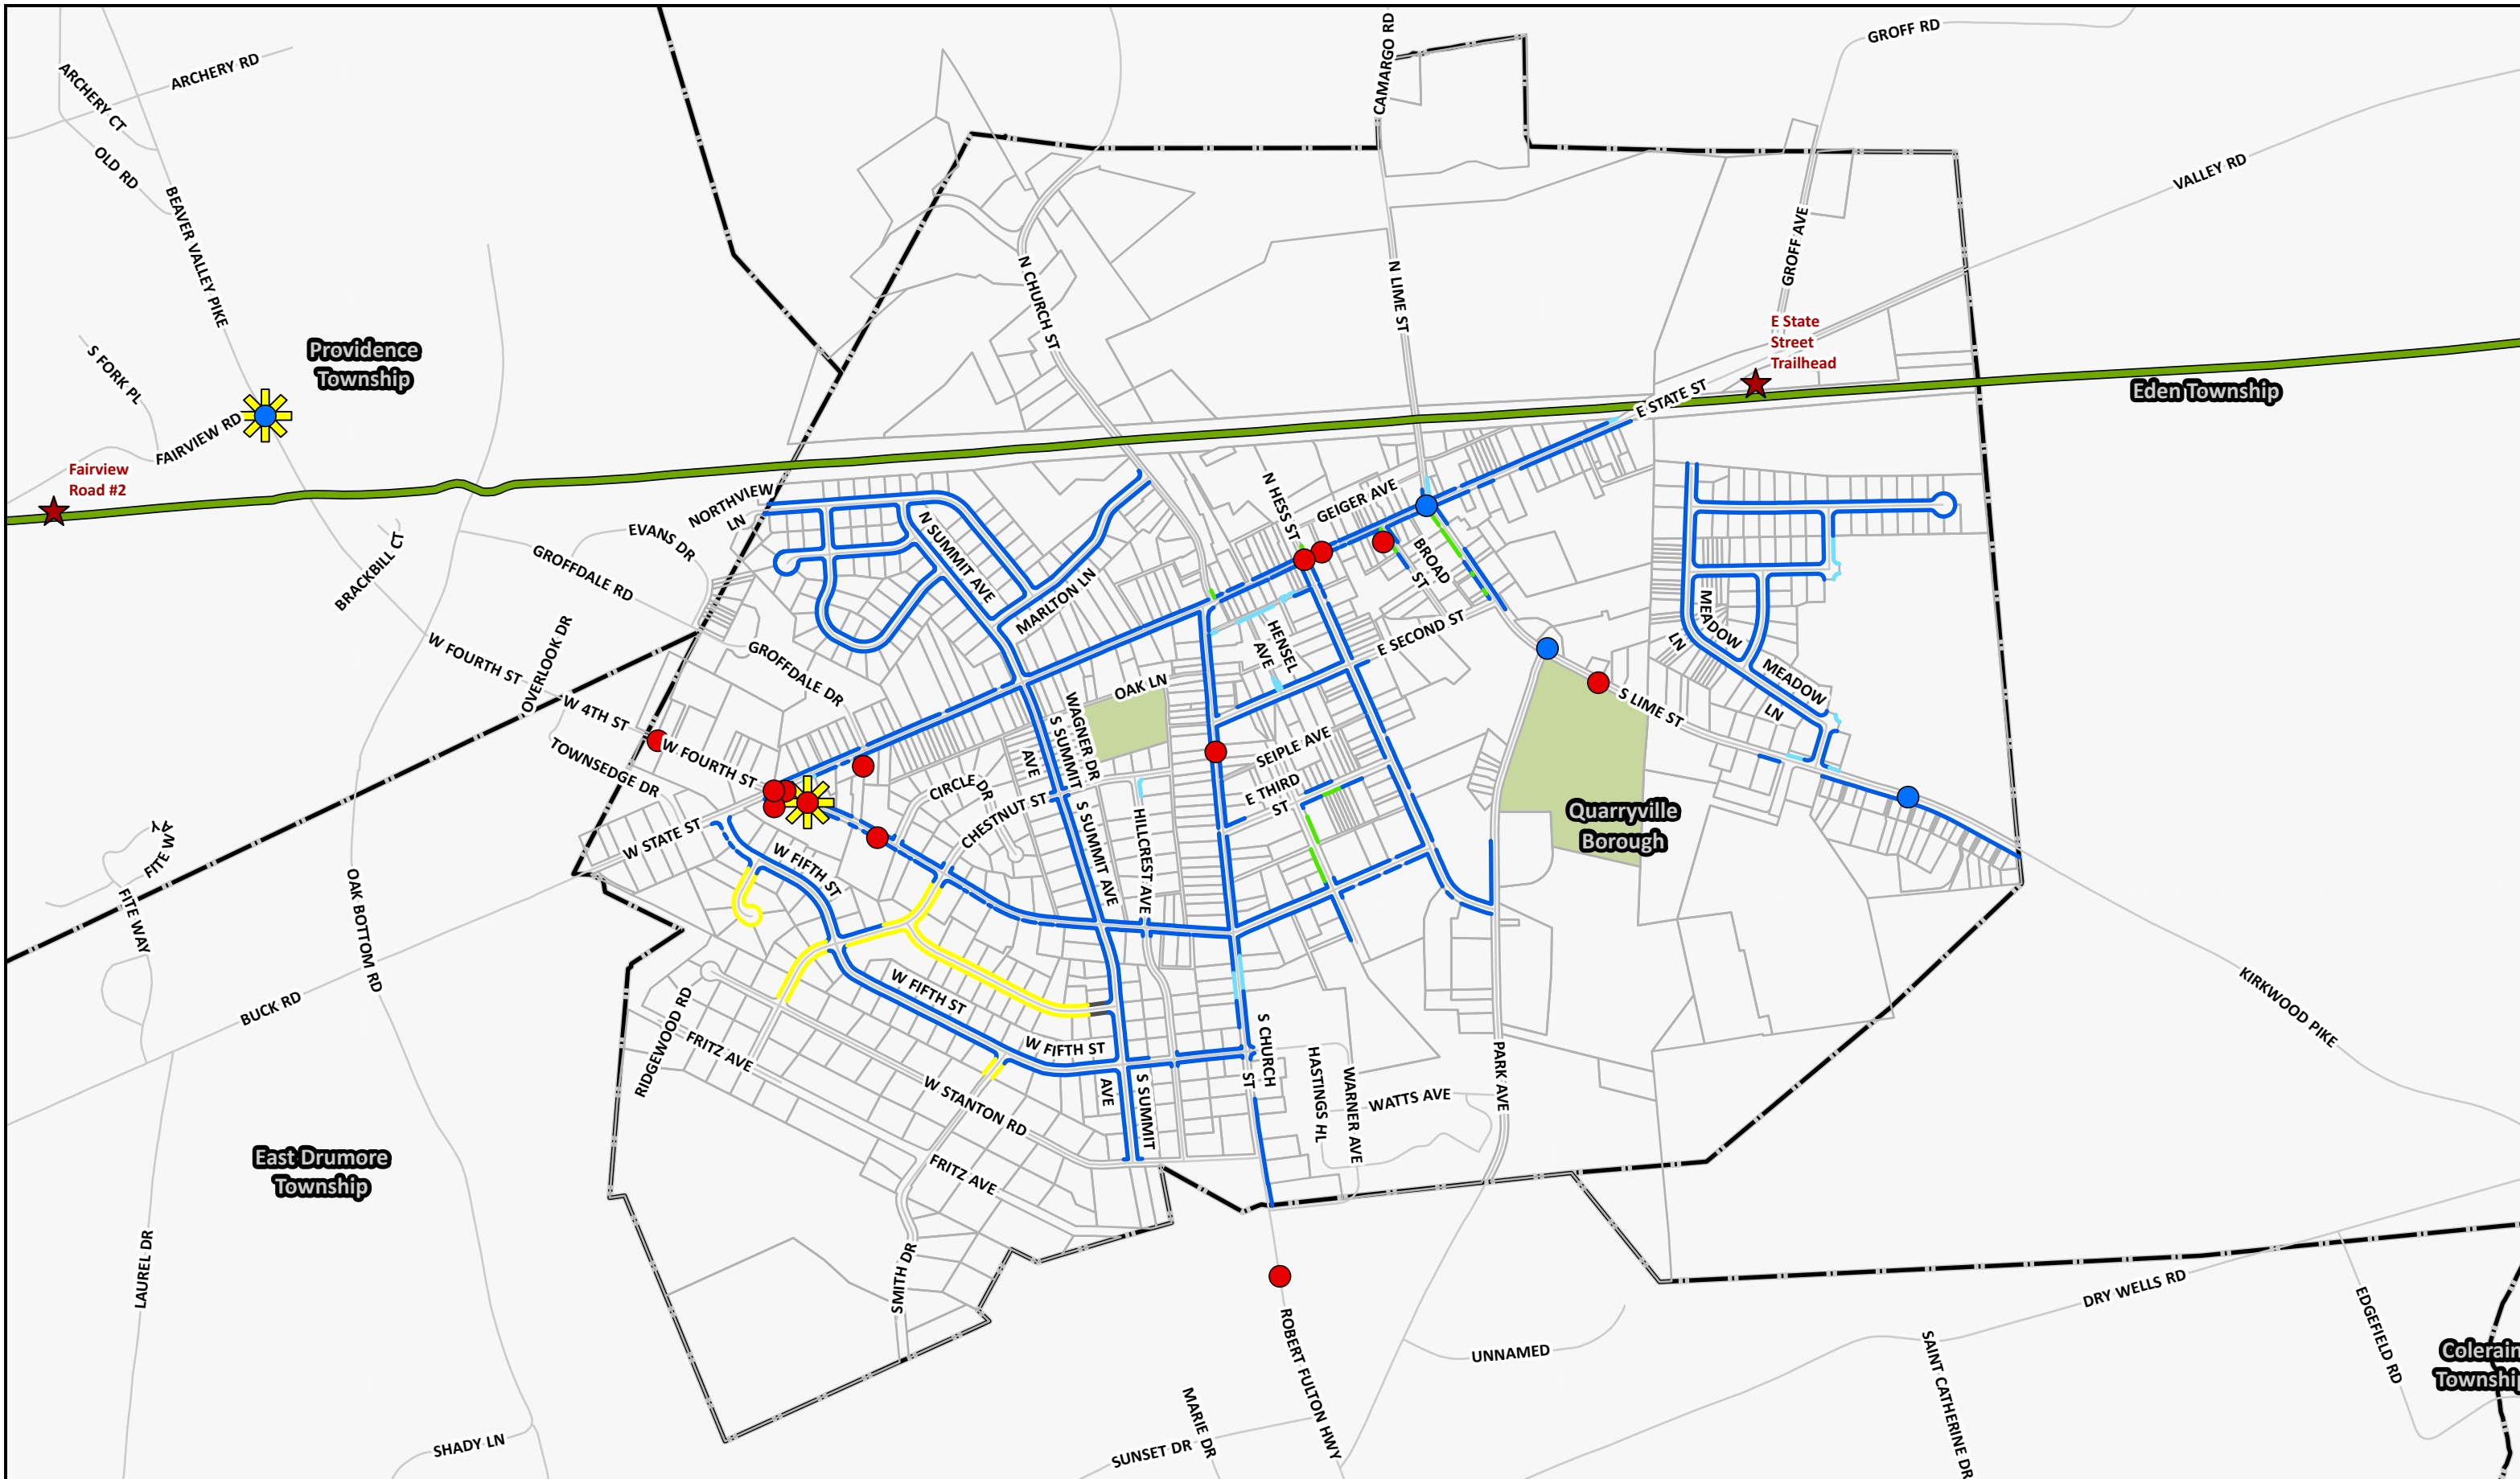 ARCHERY RD
ARCHERY CT
OLD RD
BEAVER VALLEY PIKE
CAMARGO RD
GROFF RD
VALLEY RD
GROFF AVE
N CHURCH ST
N LIME ST
Providence
Township
S FORK PL
FAIRVIEW RD
Fairview
Road #2
E State
Street
Trailhead
E STATE ST
Eden Township
NORTHVIEW
LN
EVANS DR
GROFFDALE RD
BRACKBILL CT
N SUMMIT AVE
MARLTON LN
N HESS ST
GEIGER AVE
BROAD
ST
E SECOND ST
HENSEL
AVE
MEADOW
LN
MEADOW
LN
W FOURTH ST
OVERLOOK DR
W 4TH ST
GROFFDALE DR
OAK LN
WAGNER DR
S SUMMIT
AVE
S LIME ST
W FOURTH ST
TOWNSEDGE DR
SEIPLE AVE
E THIRD
ST
CIRCLE DR
CHESTNUT ST
Quarryville
Borough
W STATE ST
W FIFTH ST
HILLCREST AVE
S SUMMIT AVE
FITE WAY
FITE WAY
OAK BOTTOM RD
BUCK RD
W FIFTH ST
RIDGEWOOD RD
FRITZ AVE
W FIFTH ST
W STANTON RD
S SUMMIT
AVE
S CHURCH
ST
HASTINGS HL
WARNER AVE
WATTS AVE
PARK AVE
KIRKWOOD PIKE
East Drumore
Township
FRITZ AVE
SMITH DR
LAUREL DR
SHADY LN
ROBERT FULTON HWY
MARIE DR
SUNSET DR
UNNAMED
DRY WELLS RD
SAINT CATHERINE DR
EDGEFIELD RD
Colerain
Township